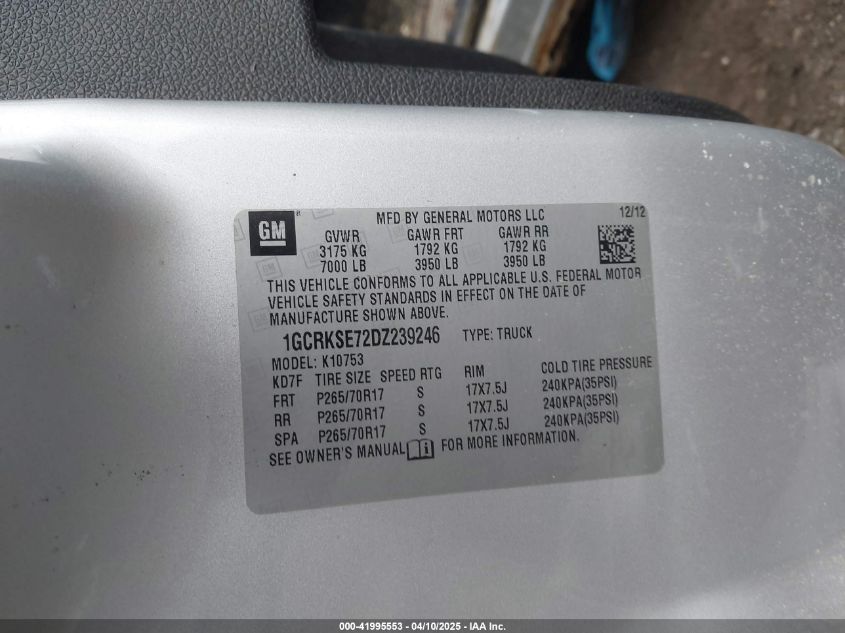 GM ®
MFD BY GENERAL MOTORS LLC 12/12
GVWR GAWR FRT GAWR RR
3175 KG 1792 KG 1792 KG
7000 LB 3950 LB 3950 LB
THIS VEHICLE CONFORMS TO ALL APPLICABLE U.S. FEDERAL MOTOR
VEHICLE SAFETY STANDARDS IN EFFECT ON THE DATE OF
MANUFACTURE SHOWN ABOVE.
1GCRKSE72DZ239246 TYPE: TRUCK
MODEL: K10753
KD7F TIRE SIZE SPEED RTG RIM COLD TIRE PRESSURE
FRT P265/70R17 S 17X7.5J 240KPA(35PSI)
RR P265/70R17 S 17X7.5J 240KPA(35PSI)
SPA P265/70R17 S 17X7.5J 240KPA(35PSI)
SEE OWNER'S MANUAL FOR MORE INFORMATION.
000-41995553 - 04/10/2025 - IAA Inc.